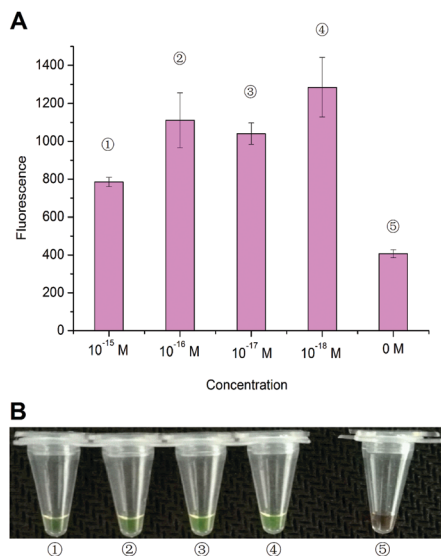 A
④
②
③
①
⑤
1400
1200
1000
800
600
400
200
0
Fluorescence
10⁻¹⁵ M
10⁻¹⁶ M
10⁻¹⁷ M
10⁻¹⁸ M
0 M
Concentration
B
①
②
③
④
⑤